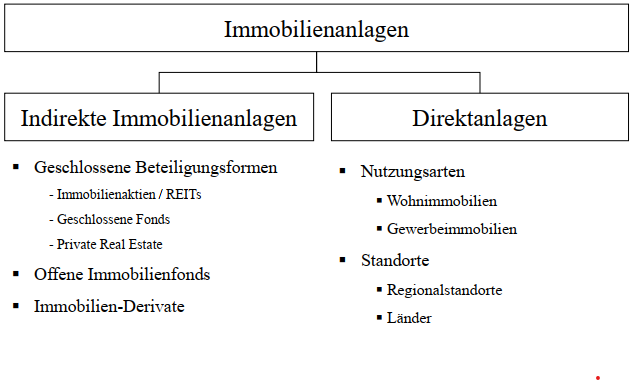 Immobilienanlagen
Indirekte Immobilienanlagen
▪ Geschlossene Beteiligungsformen
- Immobilienaktien / REITs
- Geschlossene Fonds
- Private Real Estate
▪ Offene Immobilienfonds
▪ Immobilien-Derivate
Direktanlagen
▪ Nutzungsarten
▪ Wohnimmobilien
▪ Gewerbeimmobilien
▪ Standorte
▪ Regionalstandorte
▪ Länder